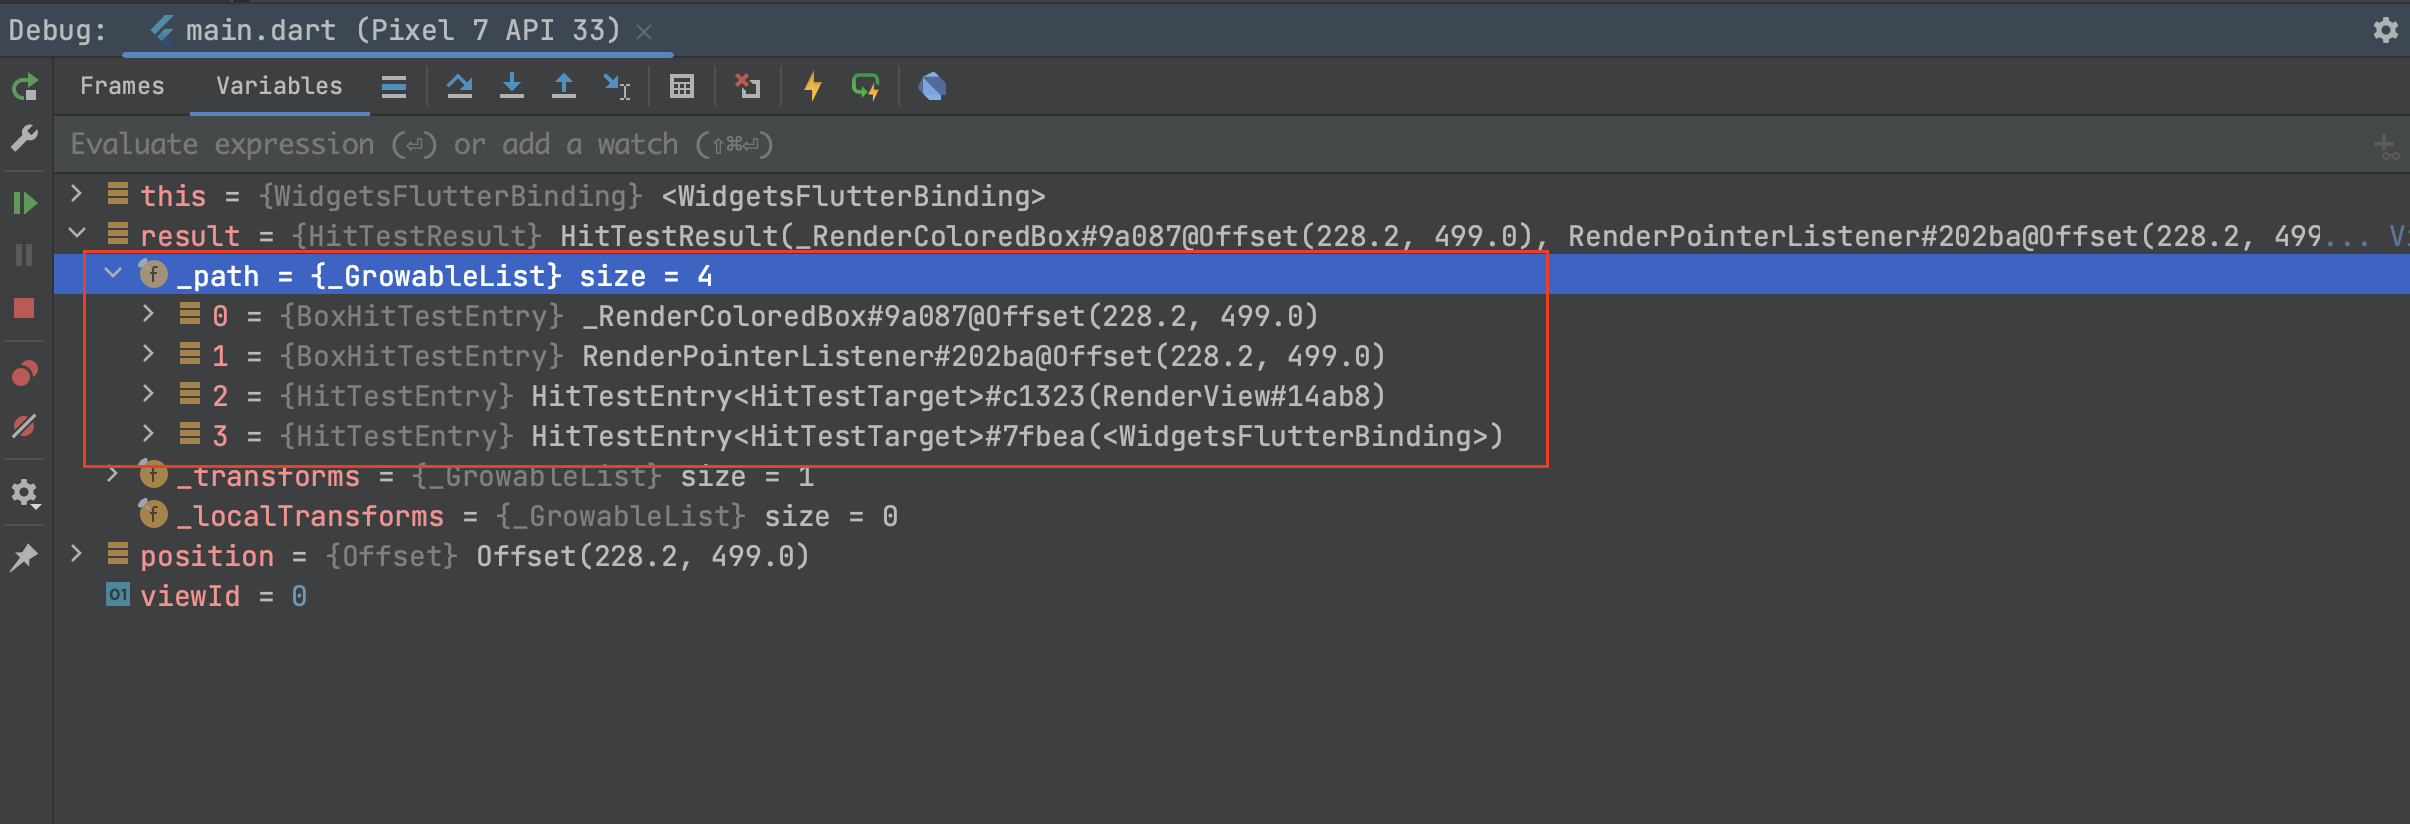 Debug: main.dart (Pixel 7 API 33)
Frames Variables
Evaluate expression (⏎) or add a watch (⇧⌘⏎)
this = {WidgetsFlutterBinding} <WidgetsFlutterBinding>
result = {HitTestResult} HitTestResult(_RenderColoredBox#9a087@Offset(228.2, 499.0), RenderPointerListener#202ba@Offset(228.2, 499... Vi
f _path = {_GrowableList} size = 4
0 = {BoxHitTestEntry} _RenderColoredBox#9a087@Offset(228.2, 499.0)
1 = {BoxHitTestEntry} RenderPointerListener#202ba@Offset(228.2, 499.0)
2 = {HitTestEntry} HitTestEntry<HitTestTarget>#c1323(RenderView#14ab8)
3 = {HitTestEntry} HitTestEntry<HitTestTarget>#7fbea(<WidgetsFlutterBinding>)
f _transforms = {_GrowableList} size = 1
f _localTransforms = {_GrowableList} size = 0
position = {Offset} Offset(228.2, 499.0)
01 viewId = 0